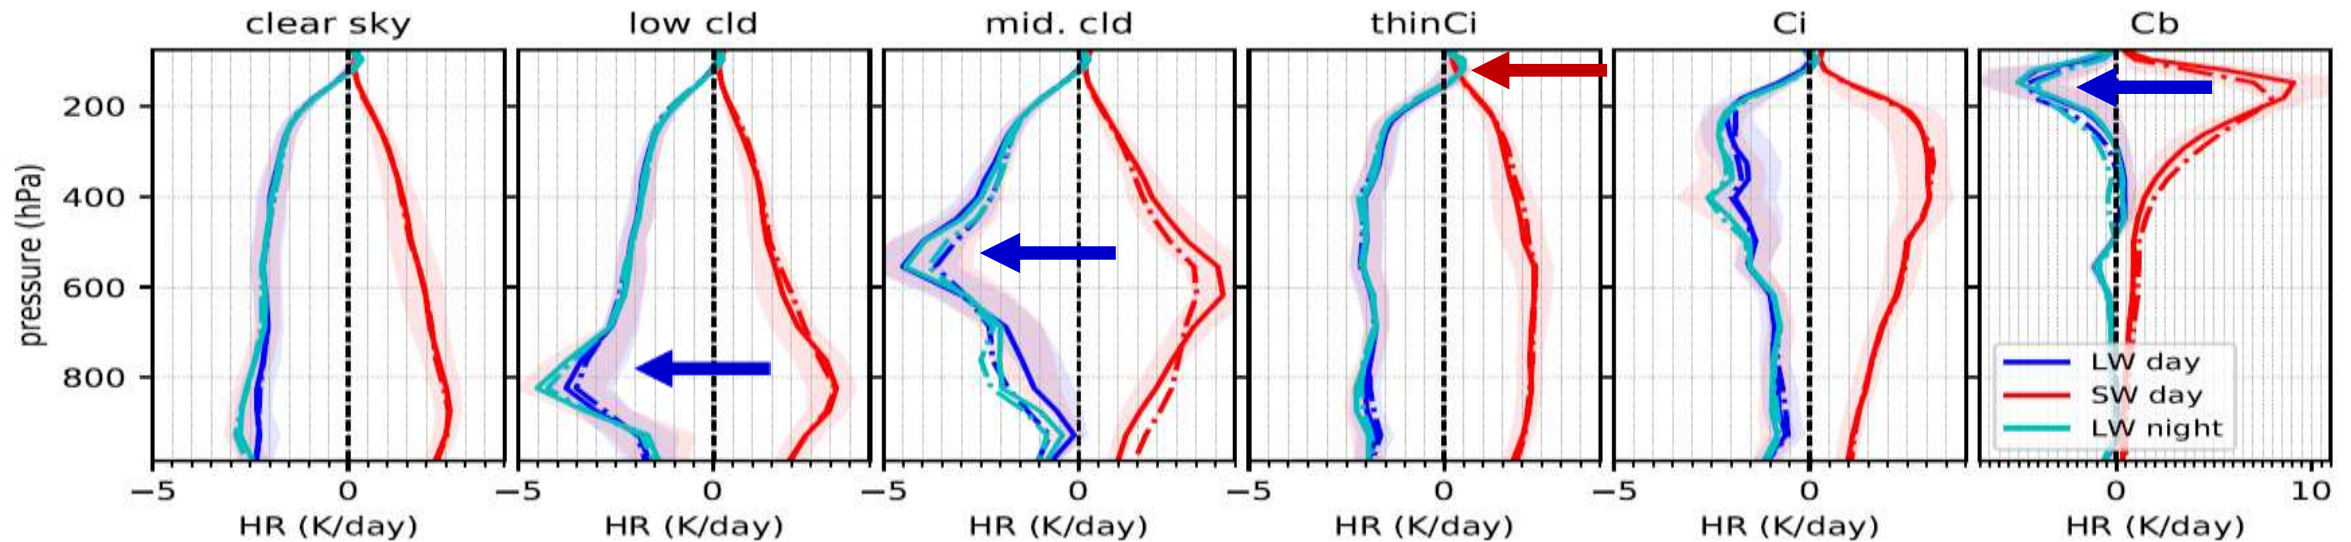 clear sky low cld mid. cld thinCi Ci Cb
pressure (hPa)
200
400
600
800
LW day
SW day
LW night
−5 0 −5 0 −5 0 −5 0 −5 0 0 10
HR (K/day) HR (K/day) HR (K/day) HR (K/day) HR (K/day) HR (K/day)